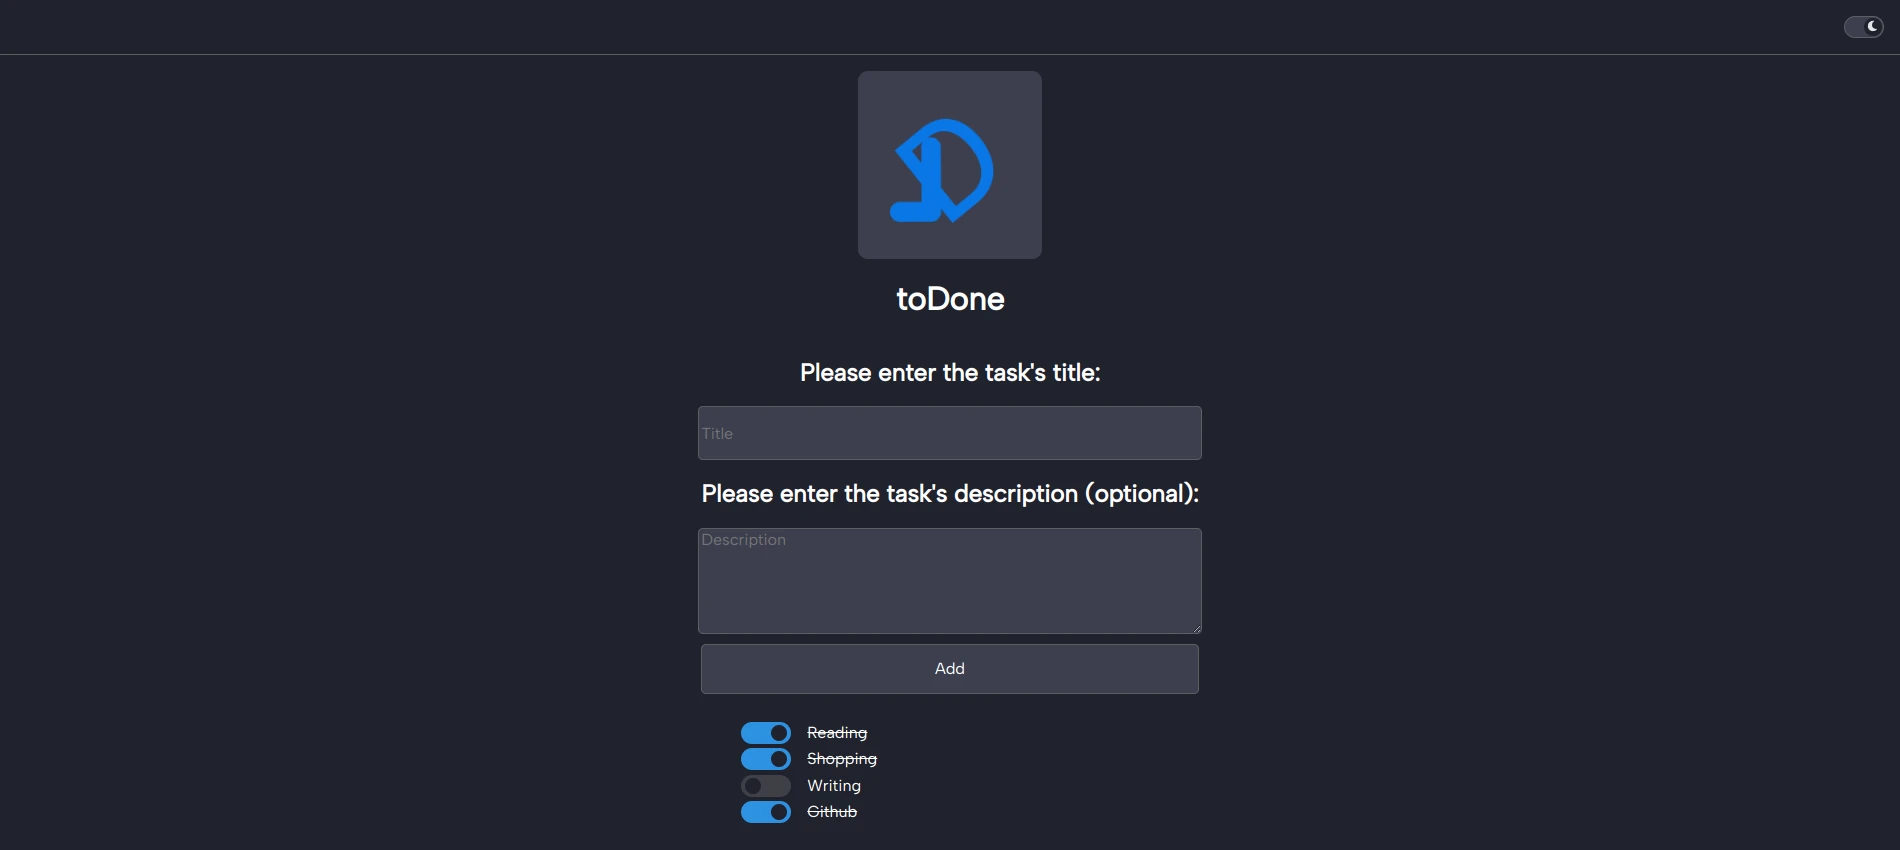 toDone
Please enter the task's title:
Title
Please enter the task's description (optional):
Description
Add
Reading
Shopping
Writing
Github